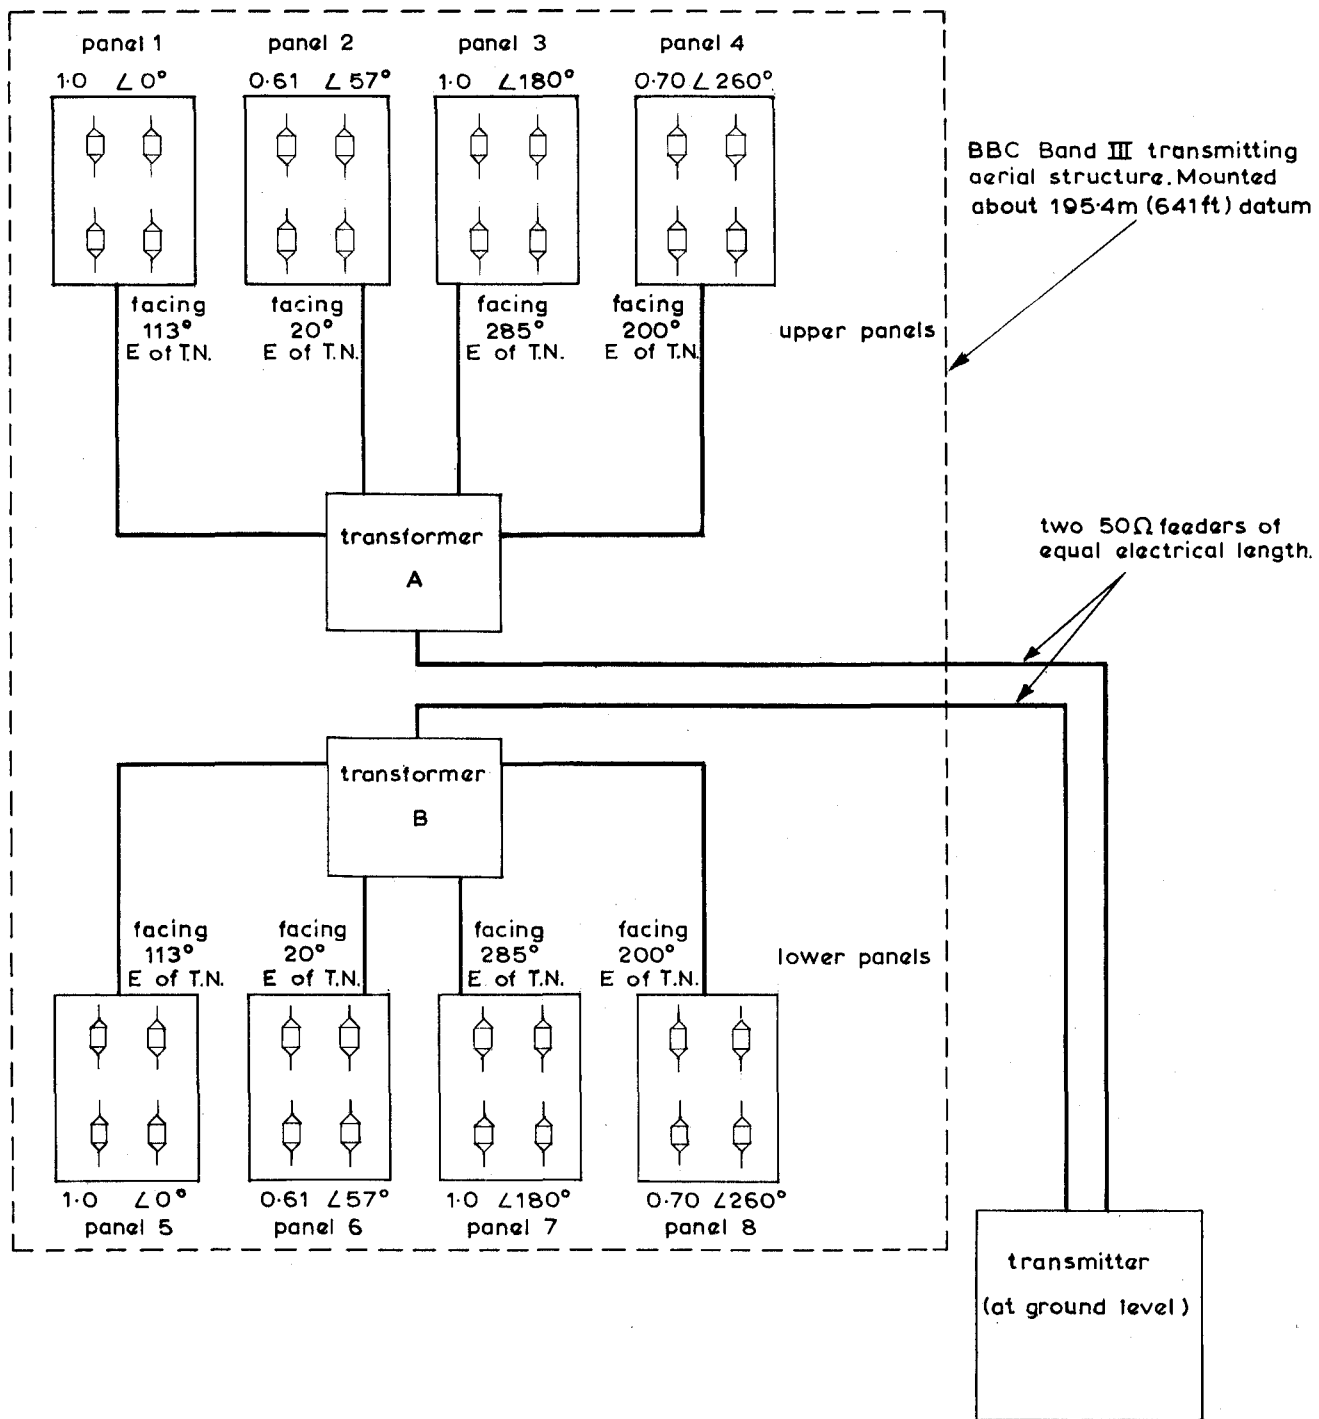 panel 1
panel 2
panel 3
panel 4
1·0 ∠0°
0·61 ∠57°
1·0 ∠180°
0·70 ∠260°
facing
113°
E of T.N.
facing
20°
E of T.N.
facing
285°
E of T.N.
facing
200°
E of T.N.
upper panels
BBC Band III transmitting
aerial structure. Mounted
about 195·4m (641ft) datum
transformer
A
two 50Ω feeders of
equal electrical length.
transformer
B
facing
113°
E of T.N.
facing
20°
E of T.N.
facing
285°
E of T.N.
facing
200°
E of T.N.
lower panels
1·0 ∠0°
0·61 ∠57°
1·0 ∠180°
0·70 ∠260°
panel 5
panel 6
panel 7
panel 8
transmitter
(at ground level)